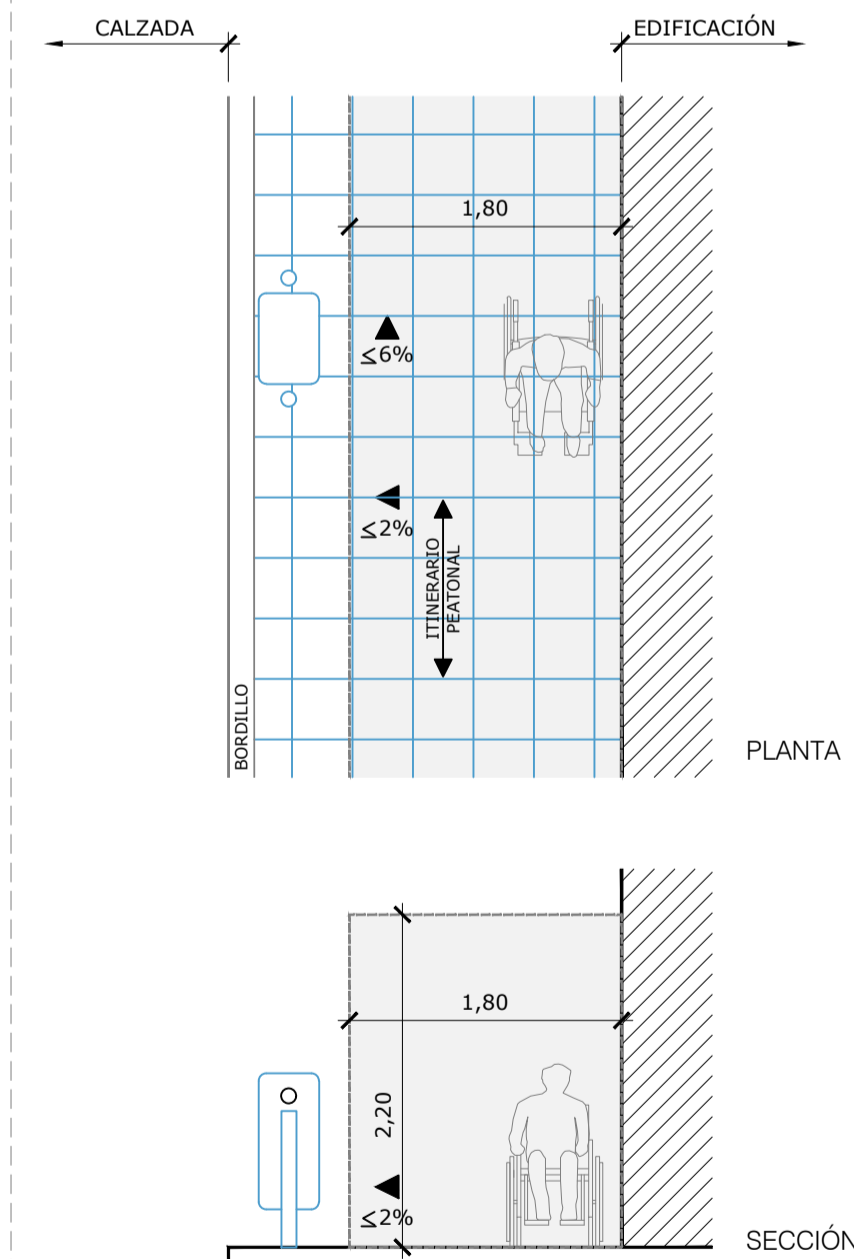 CALZADA
EDIFICACIÓN
1,80
≤6%
≤2%
ITINERARIO
PEATONAL
BORDILLO
PLANTA
1,80
2,20
≤2%
SECCIÓN